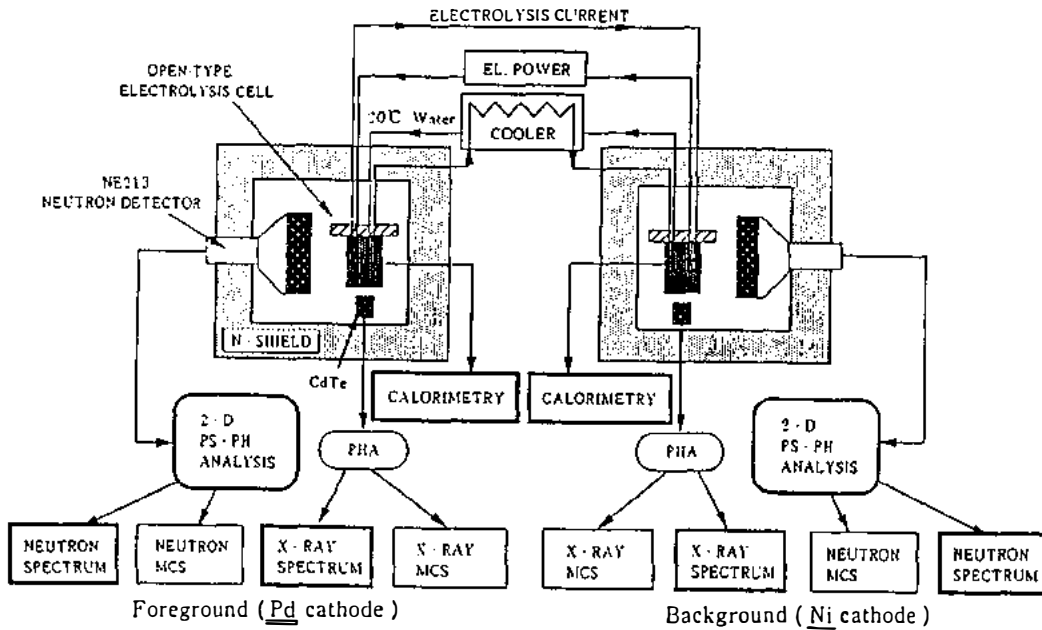 ELECTROLYSIS CURRENT
OPEN-TYPE
ELECTROLYSIS CELL
EL. POWER
20℃ Water
COOLER
NE213
NEUTRON DETECTOR
N - SHIELD
CdTe
CALORIMETRY
CALORIMETRY
2 - D
PS - PH
ANALYSIS
PHA
PHA
2 - D
PS - PH
ANALYSIS
NEUTRON
SPECTRUM
NEUTRON
MCS
X - RAY
SPECTRUM
X - RAY
MCS
X - RAY
MCS
X - RAY
SPECTRUM
NEUTRON
MCS
NEUTRON
SPECTRUM
Foreground ( Pd cathode )
Background ( Ni cathode )